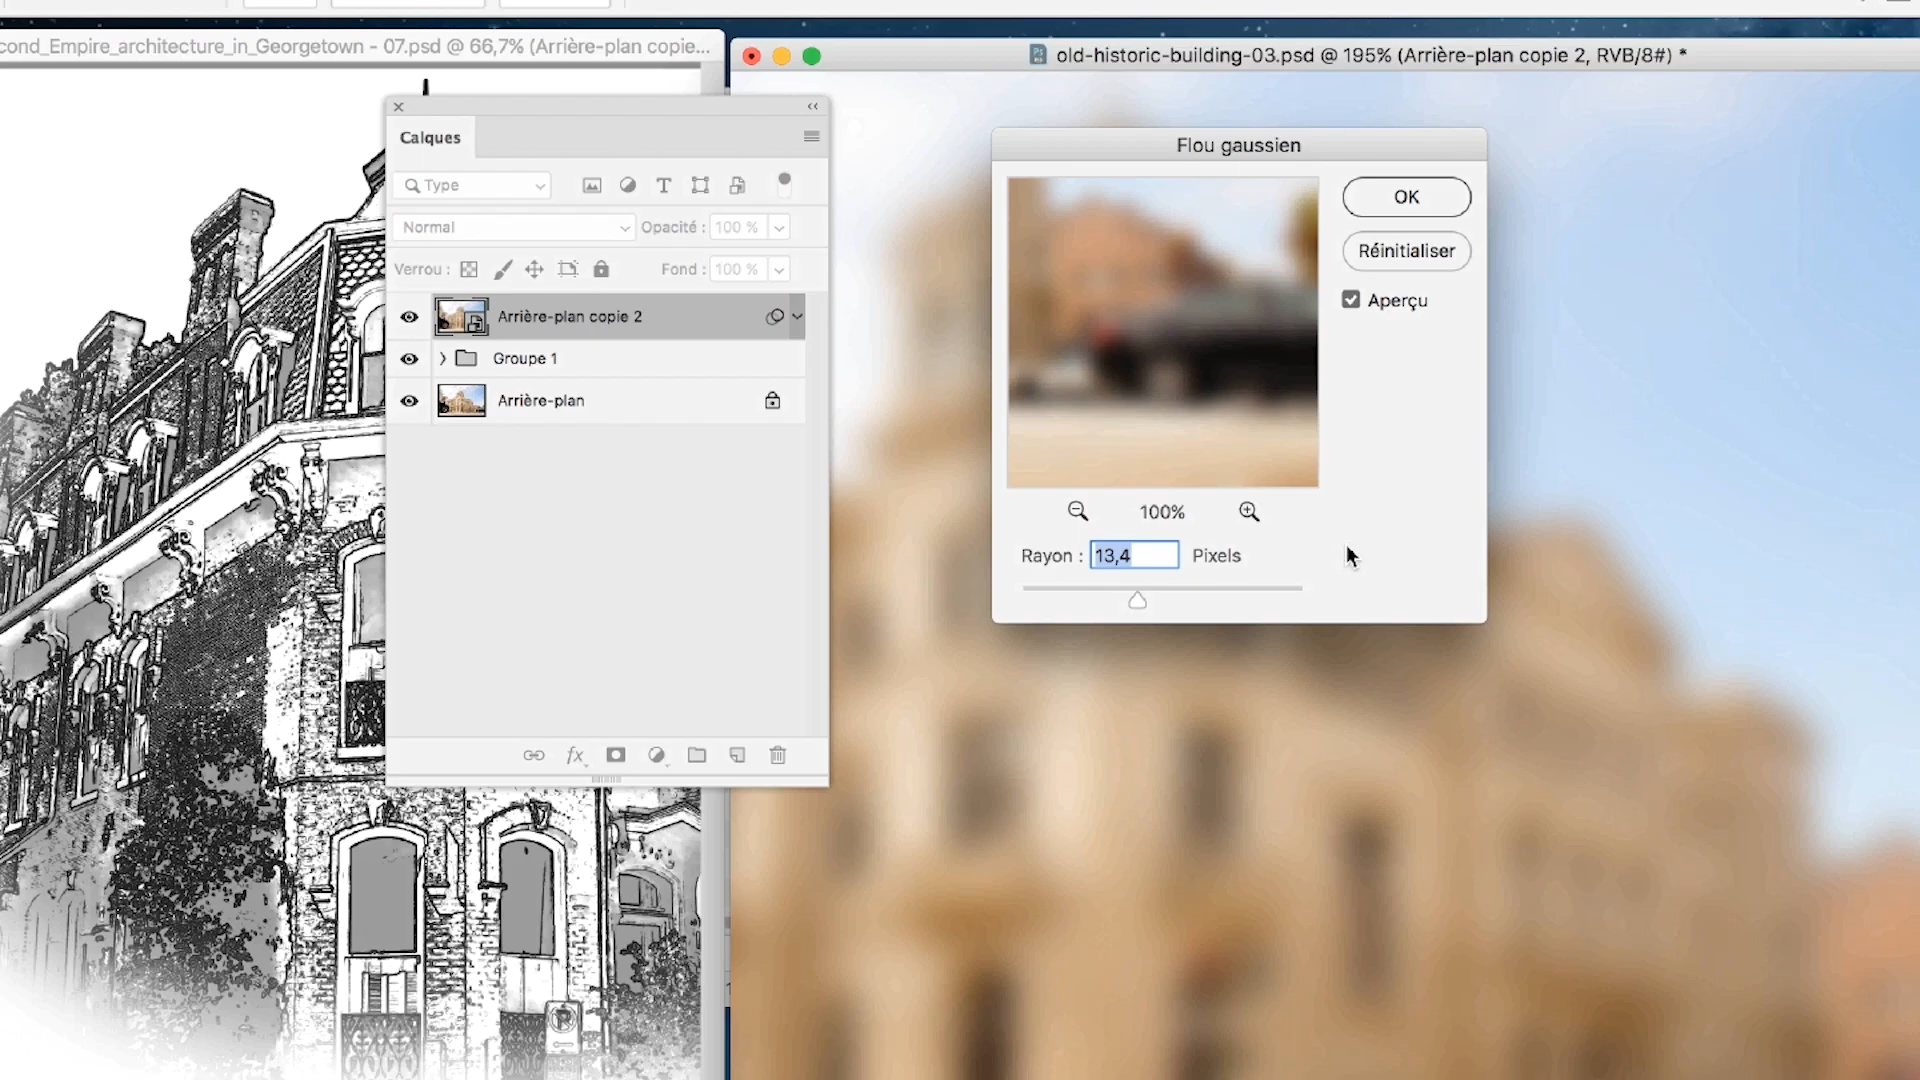 cond_Empire_architecture_in_Georgetown - 07.psd @ 66,7% (Arrière-plan copie...
old-historic-building-03.psd @ 195% (Arrière-plan copie 2, RVB/8#) *
Calques
Type
Normal
Opacité :
100 %
Verrou :
Fond :
100 %
Arrière-plan copie 2
Groupe 1
Arrière-plan
Flou gaussien
OK
Réinitialiser
Aperçu
100%
Rayon : 13,4 Pixels